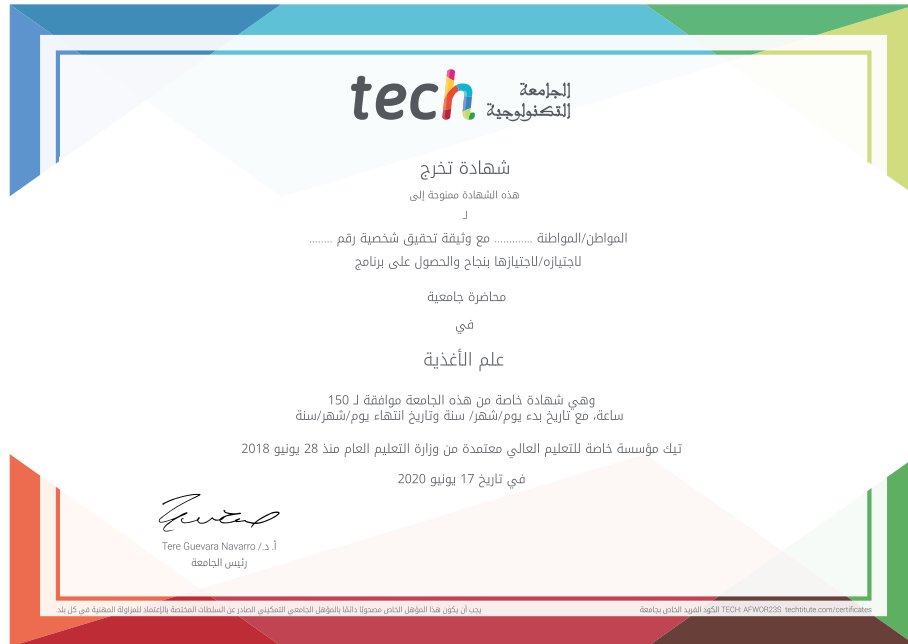 tech الجامعة
التكنولوجية
شهادة تخرج
هذه الشهادة ممنوحة إلى
لـ
المواطن/المواطنة ............ مع وثيقة تحقيق شخصية رقم ........
لاجتيازه/لاجتيازها بنجاح والحصول على برنامج
محاضرة جامعية
في
علم الأغذية
وهي شهادة خاصة من هذه الجامعة موافقة لـ 150
ساعة، مع تاريخ بدء يوم/شهر/ سنة وتاريخ انتهاء يوم/شهر/سنة
تيك مؤسسة خاصة للتعليم العالي معتمدة من وزارة التعليم العام منذ 28 يونيو 2018
في تاريخ 17 يونيو 2020
أ. د./ Tere Guevara Navarro
رئيس الجامعة
يجب أن يكون هذا المؤهل الخاص مصحوبًا دائمًا بالمؤهل الجامعي التمكيني الصادر عن السلطات المختصة بالإعتماد للمزاولة المهنية في كل بلد.
الكود الفريد الخاص بجامعة TECH: AFWOR23S techtitute.com/certificates